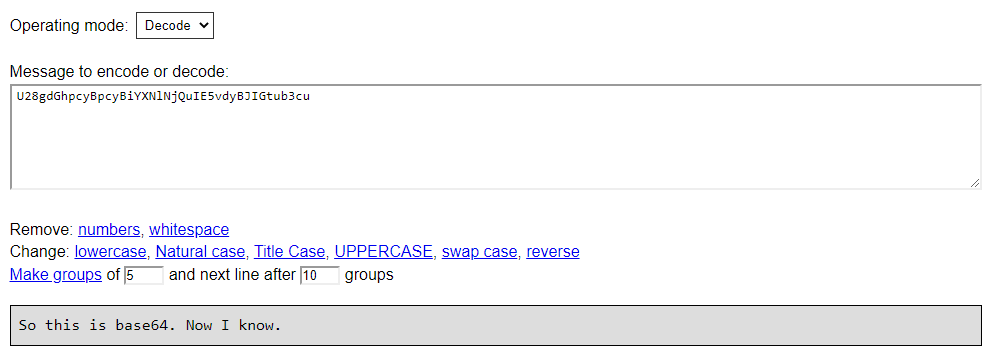 Operating mode: Decode
Message to encode or decode:
U28gdGhpcyBpcyBiYXNlNjQuIE5vdyBJIGtub3cu
Remove: numbers, whitespace
Change: lowercase, Natural case, Title Case, UPPERCASE, swap case, reverse
Make groups of 5 and next line after 10 groups
So this is base64. Now I know.